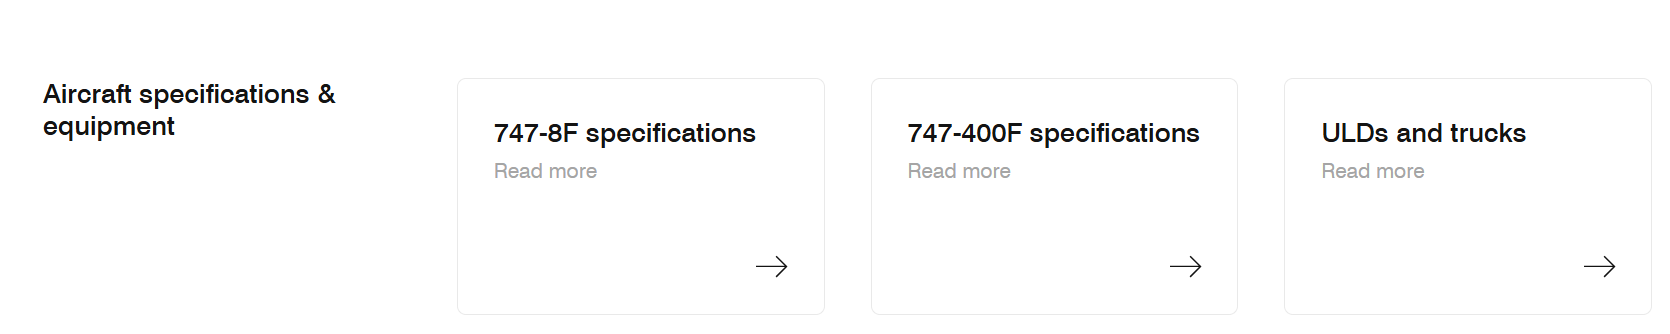 Aircraft specifications &
equipment
747-8F specifications
Read more
747-400F specifications
Read more
ULDs and trucks
Read more